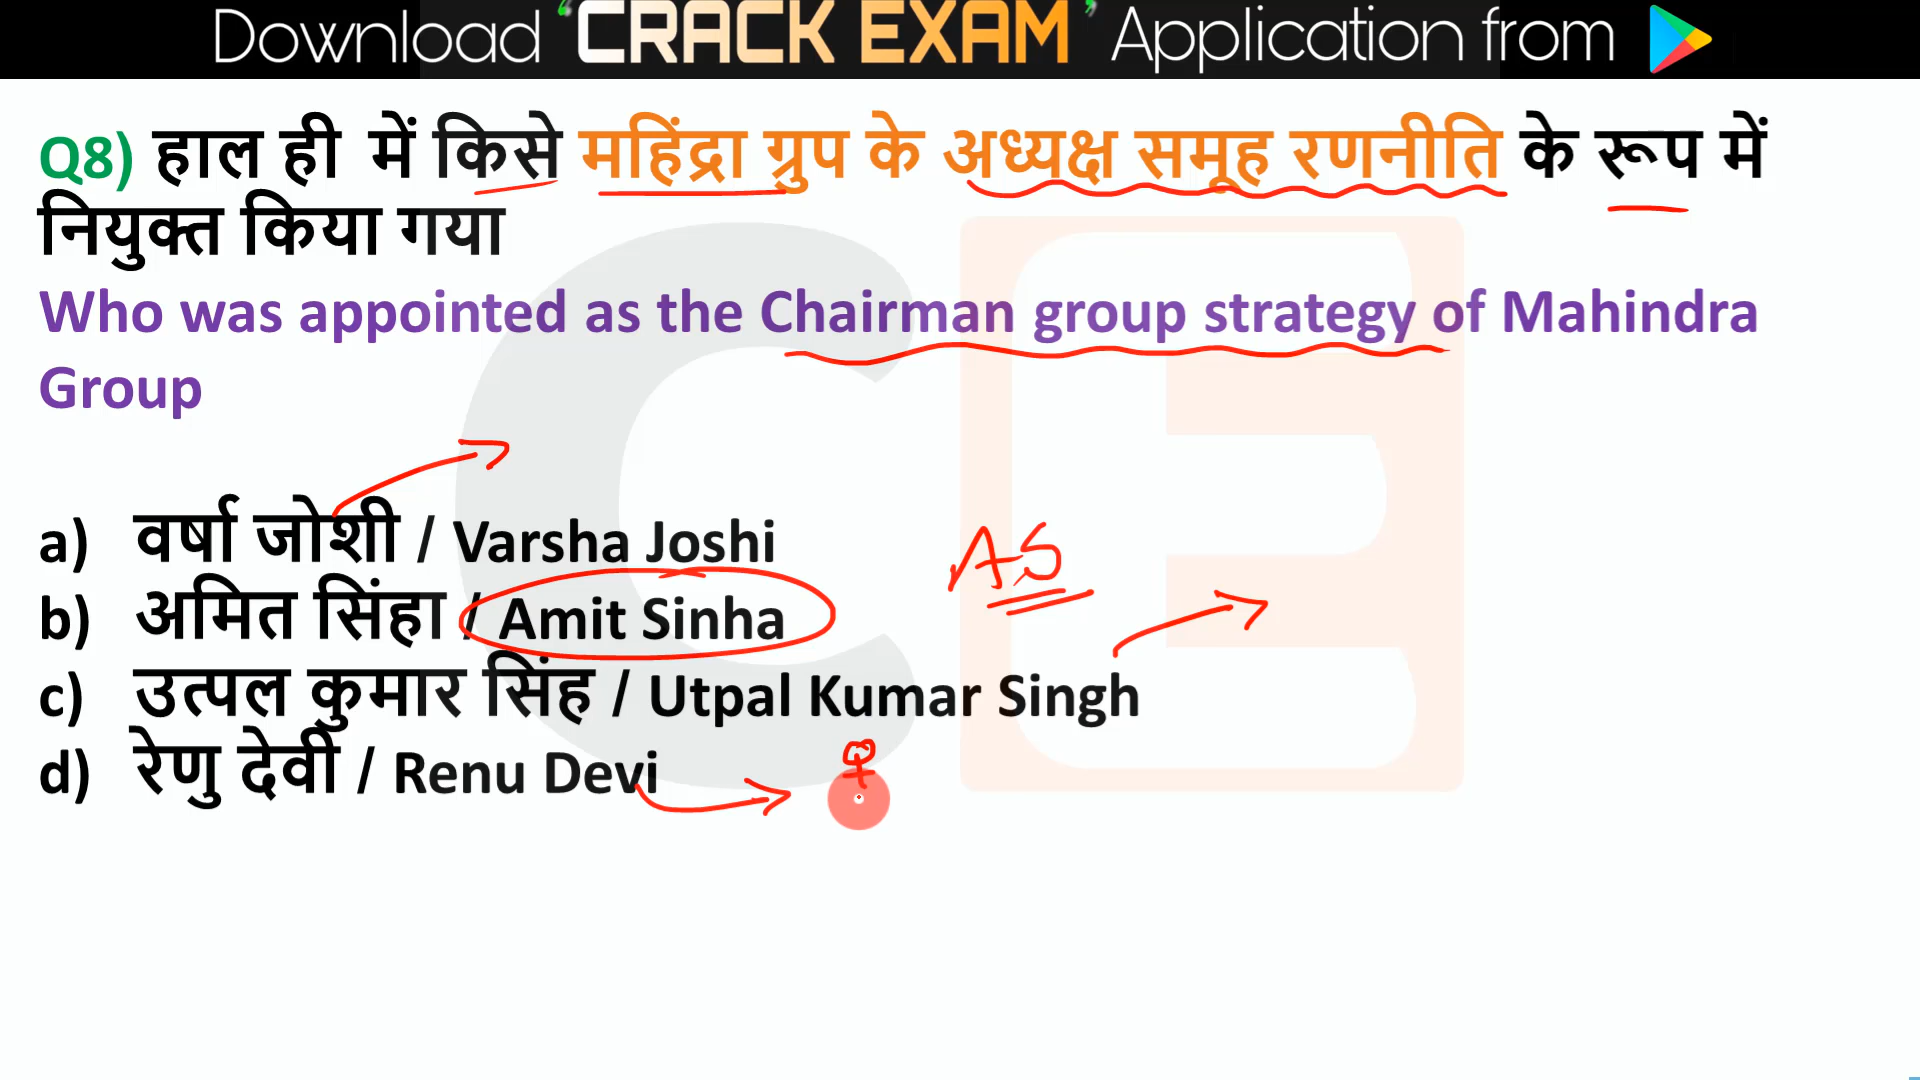 Download ‘CRACK EXAM’ Application from
Q8) हाल ही में किसे महिंद्रा ग्रुप के अध्यक्ष समूह रणनीति के रूप में
नियुक्त किया गया
Who was appointed as the Chairman group strategy of Mahindra
Group
a) वर्षा जोशी / Varsha Joshi
b) अमित सिंहा / Amit Sinha
AS
c) उत्पल कुमार सिंह / Utpal Kumar Singh
d) रेणु देवी / Renu Devi
CE